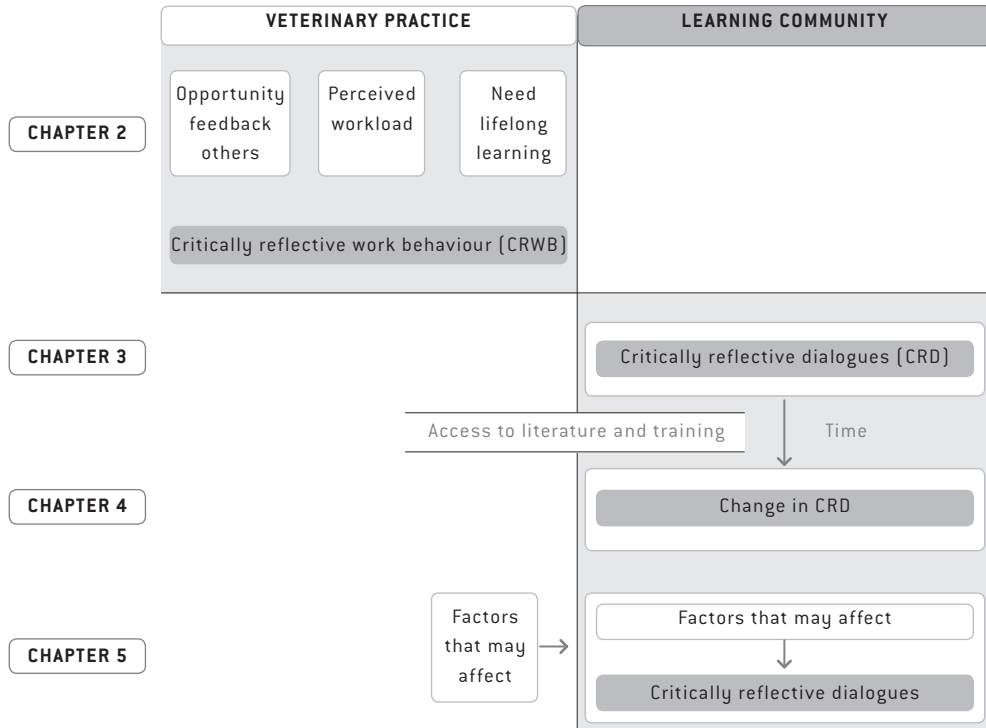 VETERINARY PRACTICE
LEARNING COMMUNITY
CHAPTER 2
Opportunity
feedback
others
Perceived
workload
Need
lifelong
learning
Critically reflective work behaviour (CRWB)
CHAPTER 3
Critically reflective dialogues (CRD)
Access to literature and training
Time
CHAPTER 4
Change in CRD
CHAPTER 5
Factors
that may
affect
Factors that may affect
Critically reflective dialogues